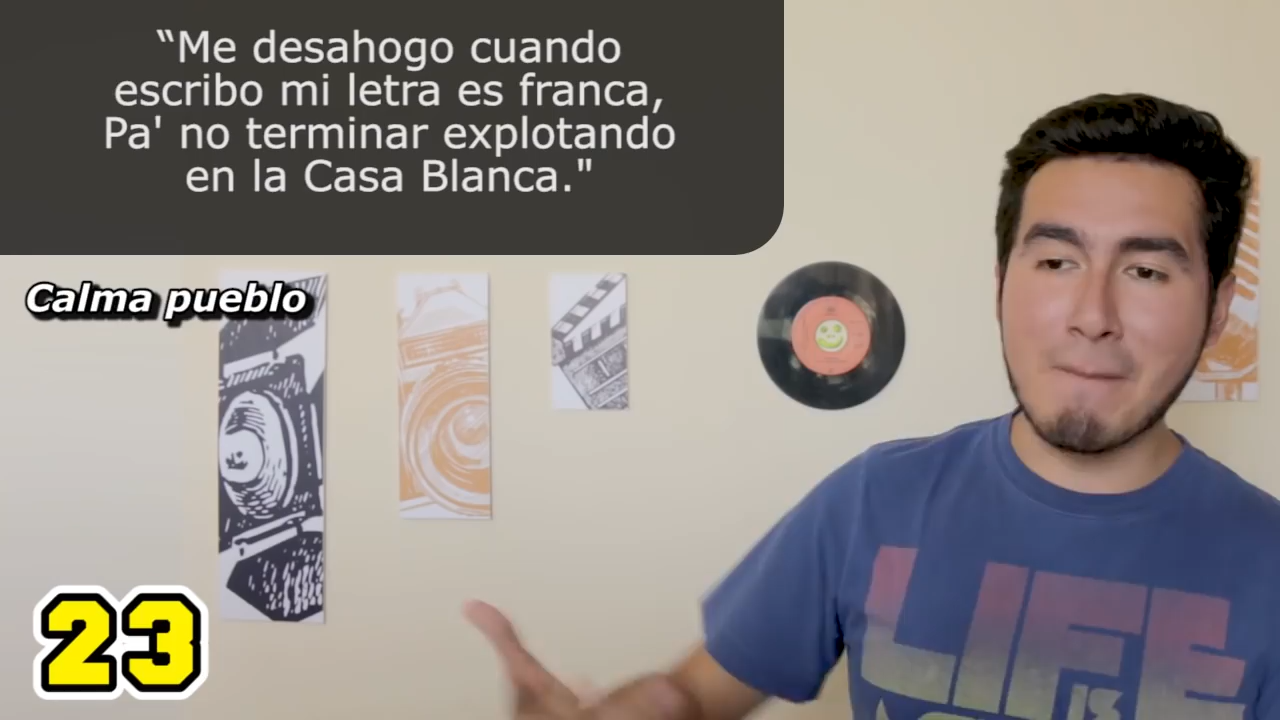 “Me desahogo cuando
escribo mi letra es franca,
Pa' no terminar explotando
en la Casa Blanca."
Calma pueblo
23
LIFE
IS